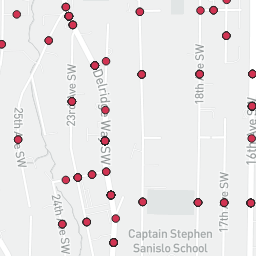 23rd Ave SW
Delridge Way SW
18th Ave SW
25th Ave SW
16th Ave SW
17th Ave SW
24th Ave SW
Captain Stephen
Sanislo School